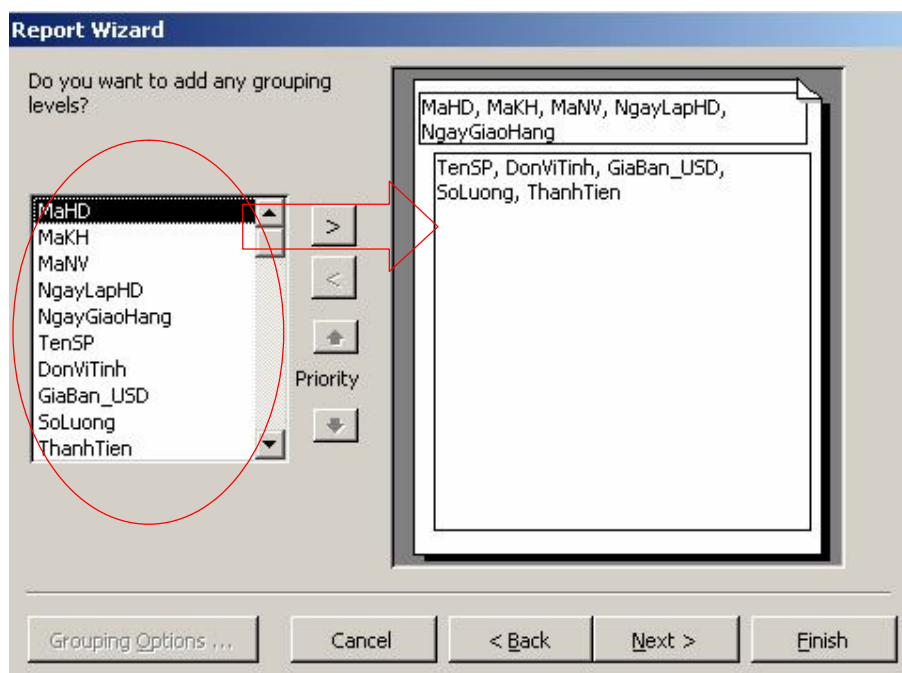 Report Wizard
Do you want to add any grouping
levels?
MaHD
MaKH
MaNV
NgayLapHD
NgayGiaoHang
TenSP
DonViTinh
GiaBan_USD
SoLuong
ThanhTien
>
<
Priority
MaHD, MaKH, MaNV, NgayLapHD,
NgayGiaoHang
TenSP, DonViTinh, GiaBan_USD,
SoLuong, ThanhTien
Grouping Options ...
Cancel
< Back
Next >
Finish